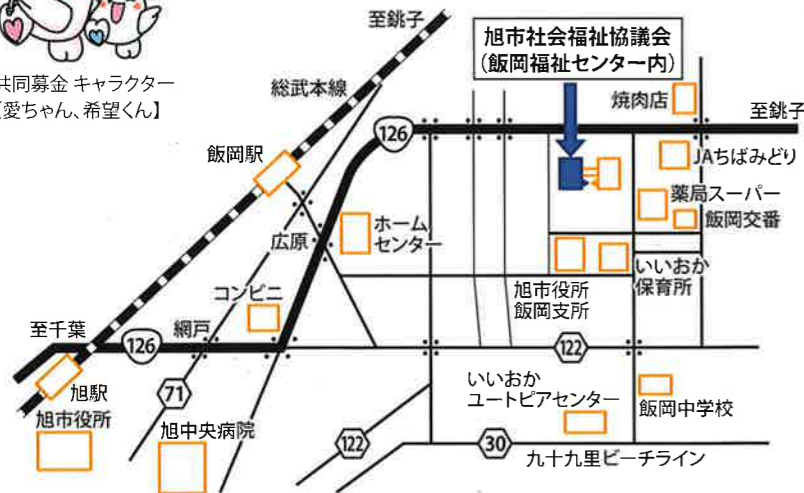 至銚子
旭市社会福祉協議会
(飯岡福祉センター内)
共同募金 キャラクター
【愛ちゃん、希望くん】
総武本線
焼肉店
至銚子
126
飯岡駅
JAちばみどり
薬局スーパー
飯岡交番
ホーム
センター
広原
いいおか
保育所
コンビニ
旭市役所
飯岡支所
至千葉
網戸
126
122
旭駅
71
いいおか
ユートピアセンター
飯岡中学校
旭市役所
旭中央病院
122
30
九十九里ビーチライン